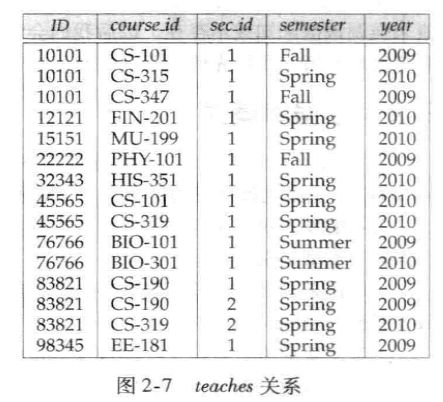 ID course_id sec_id semester year
10101 CS-101 1 Fall 2009
10101 CS-315 1 Spring 2010
10101 CS-347 1 Fall 2009
12121 FIN-201 1 Spring 2010
15151 MU-199 1 Spring 2010
22222 PHY-101 1 Fall 2009
32343 HIS-351 1 Spring 2010
45565 CS-101 1 Spring 2010
45565 CS-319 1 Spring 2010
76766 BIO-101 1 Summer 2009
76766 BIO-301 1 Summer 2010
83821 CS-190 1 Spring 2009
83821 CS-190 2 Spring 2009
83821 CS-319 2 Spring 2010
98345 EE-181 1 Spring 2009
图 2-7 teaches 关系